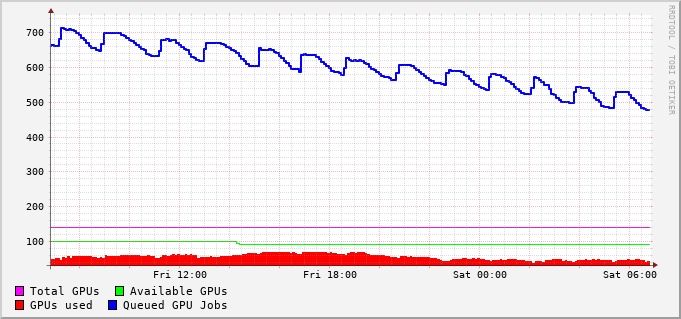 700
600
500
400
300
200
100
Fri 12:00 Fri 18:00 Sat 00:00 Sat 06:00
Total GPUs Available GPUs
GPUs used Queued GPU Jobs
RRDTOOL / TOBI OETIKER